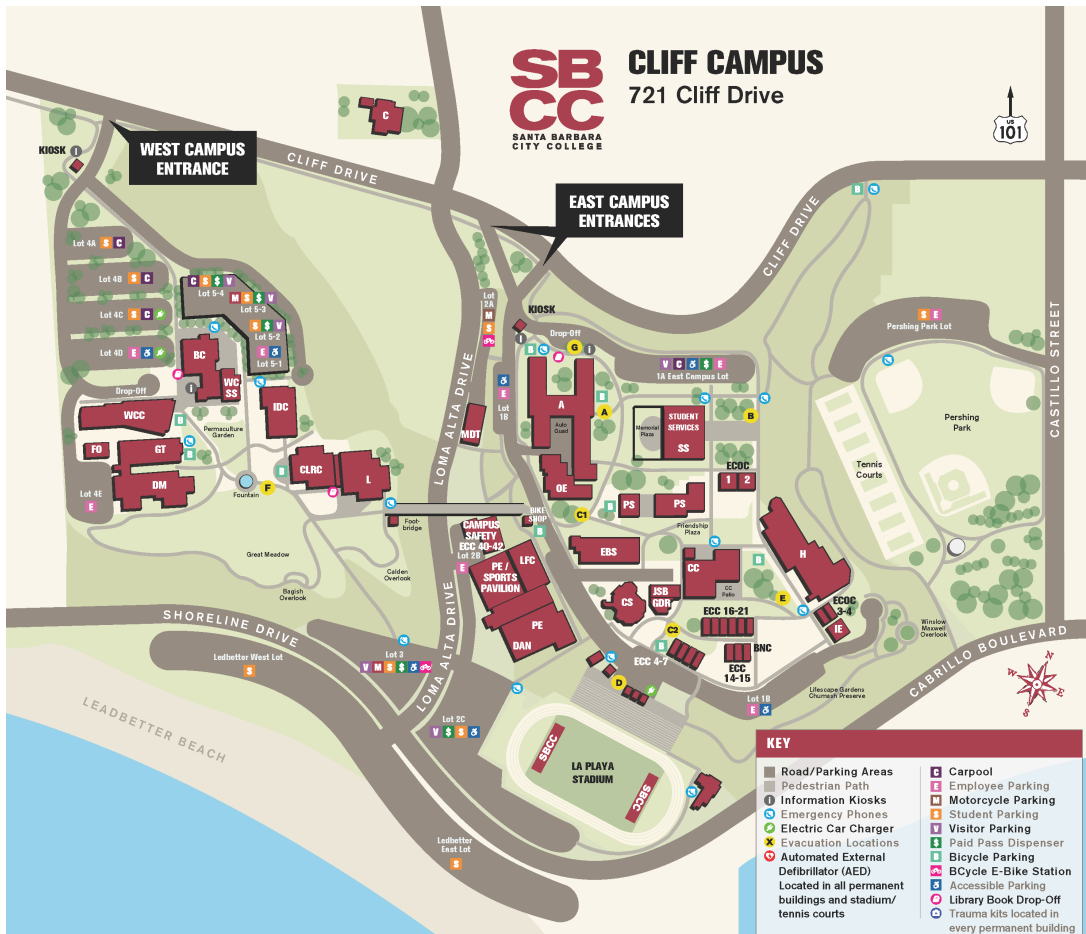 SB
CC
SANTA BARBARA
CITY COLLEGE
CLIFF CAMPUS
721 Cliff Drive
US
101
C
KIOSK
i
WEST CAMPUS
ENTRANCE
CLIFF DRIVE
EAST CAMPUS
ENTRANCES
CLIFF DRIVE
B
Lot 4A
S C
Lot 4B
S C
Lot 4C
S C
Lot 4D
E
C S $ V
Lot 5-4
M S $ V
Lot 5-3
S $ V
Lot 5-2
E
Lot 5-1
BC
WC
SS
i
Drop-Off
WCC
B
IDC
Permaculture
Garden
FO
GT
B
DM
Lot 4E
E
Fountain
F
B
CLRC
L
Foot-
bridge
Great Meadow
Calden
Overlook
Bagish
Overlook
LOMA ALTA DRIVE
Lot
2A
M
S
KIOSK
i
Drop-Off
B
G
i
E
Lot
1B
MDT
A
Auto
Quad
B
A
V C $ E
1A East Campus Lot
Memorial
Plaza
STUDENT
SERVICES
SS
B
ECOC
1 2
OE
C1
B
PS
PS
Friendship
Plaza
BIKE
SHOP
B
CAMPUS
SAFETY
ECC 40-42
Lot 2B
E
PE /
SPORTS
PAVILION
LFC
PE
DAN
EBS
CC
CC
Patio
B
H
E
ECOC
3-4
IE
CS
JSB
GDR
ECC 16-21
C2
B
ECC 4-7
BNC
ECC
14-15
D
Lot 1B
E
Lifescape Gardens
Chumash Preserve
Winslow
Maxwell
Overlook
S E
Pershing Park Lot
Pershing
Park
Tennis
Courts
CASTILLO STREET
CABRILLO BOULEVARD
N
E
S
W
SHORELINE DRIVE
Ledbetter West Lot
S
Lot 3
V M S $
LOMA ALTA DRIVE
Lot 2C
V $ S
LEADBETTER BEACH
Ledbetter
East Lot
S
SBCC
LA PLAYA
STADIUM
SBCC
KEY
Road/Parking Areas
Pedestrian Path
i Information Kiosks
Emergency Phones
Electric Car Charger
X Evacuation Locations
Automated External
Defibrillator (AED)
Located in all permanent
buildings and stadium/
tennis courts
C Carpool
E Employee Parking
M Motorcycle Parking
S Student Parking
V Visitor Parking
$ Paid Pass Dispenser
B Bicycle Parking
BCycle E-Bike Station
Accessible Parking
Library Book Drop-Off
Trauma kits located in
every permanent building